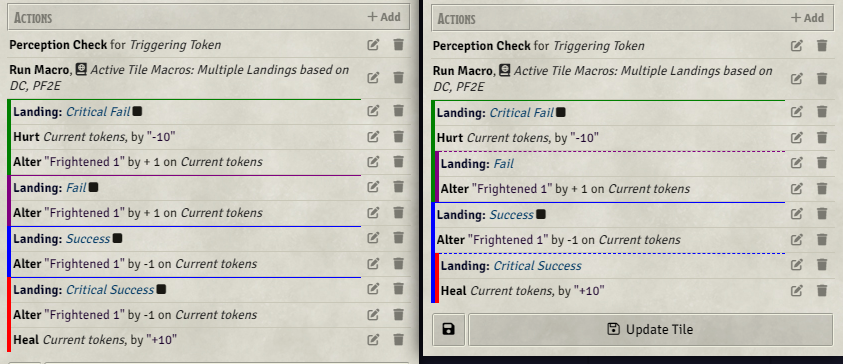 Actions
+ Add
Perception Check for Triggering Token
Run Macro, Active Tile Macros: Multiple Landings based on
DC, PF2E
Landing: Critical Fail
Hurt Current tokens, by "-10"
Alter "Frightened 1" by + 1 on Current tokens
Landing: Fail
Alter "Frightened 1" by + 1 on Current tokens
Landing: Success
Alter "Frightened 1" by -1 on Current tokens
Landing: Critical Success
Alter "Frightened 1" by -1 on Current tokens
Heal Current tokens, by "+10"
Actions
+ Add
Perception Check for Triggering Token
Run Macro, Active Tile Macros: Multiple Landings based on
DC, PF2E
Landing: Critical Fail
Hurt Current tokens, by "-10"
Landing: Fail
Alter "Frightened 1" by + 1 on Current tokens
Landing: Success
Alter "Frightened 1" by -1 on Current tokens
Landing: Critical Success
Heal Current tokens, by "+10"
Update Tile